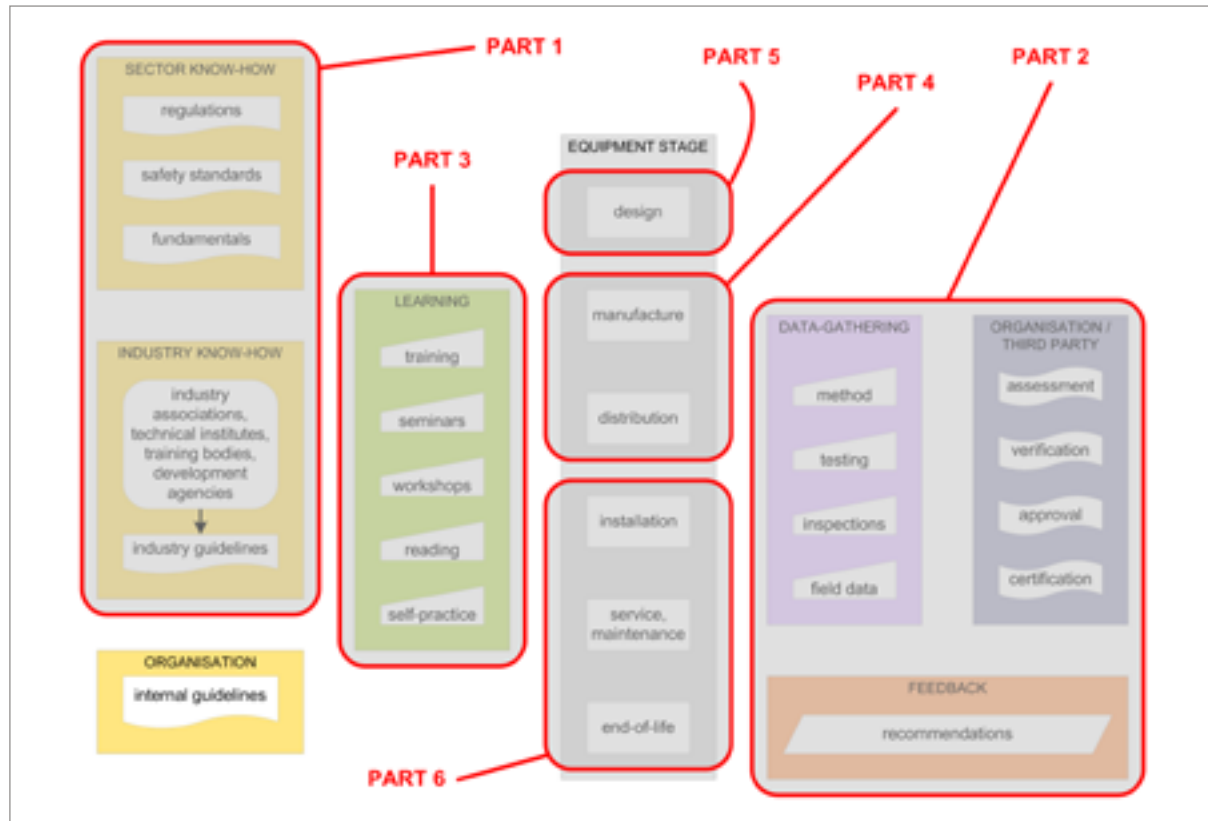 PART 1
PART 5
PART 2
PART 4
PART 3
SECTOR KNOW-HOW
regulations
safety standards
fundamentals
INDUSTRY KNOW-HOW
industry
associations,
technical institutes,
training bodies,
development
agencies
industry guidelines
ORGANISATION
internal guidelines
LEARNING
training
seminars
workshops
reading
self-practice
EQUIPMENT STAGE
design
manufacture
distribution
installation
service,
maintenance
end-of-life
PART 6
DATA-GATHERING
method
testing
inspections
field data
ORGANISATION /
THIRD PARTY
assessment
verification
approval
certification
FEEDBACK
recommendations